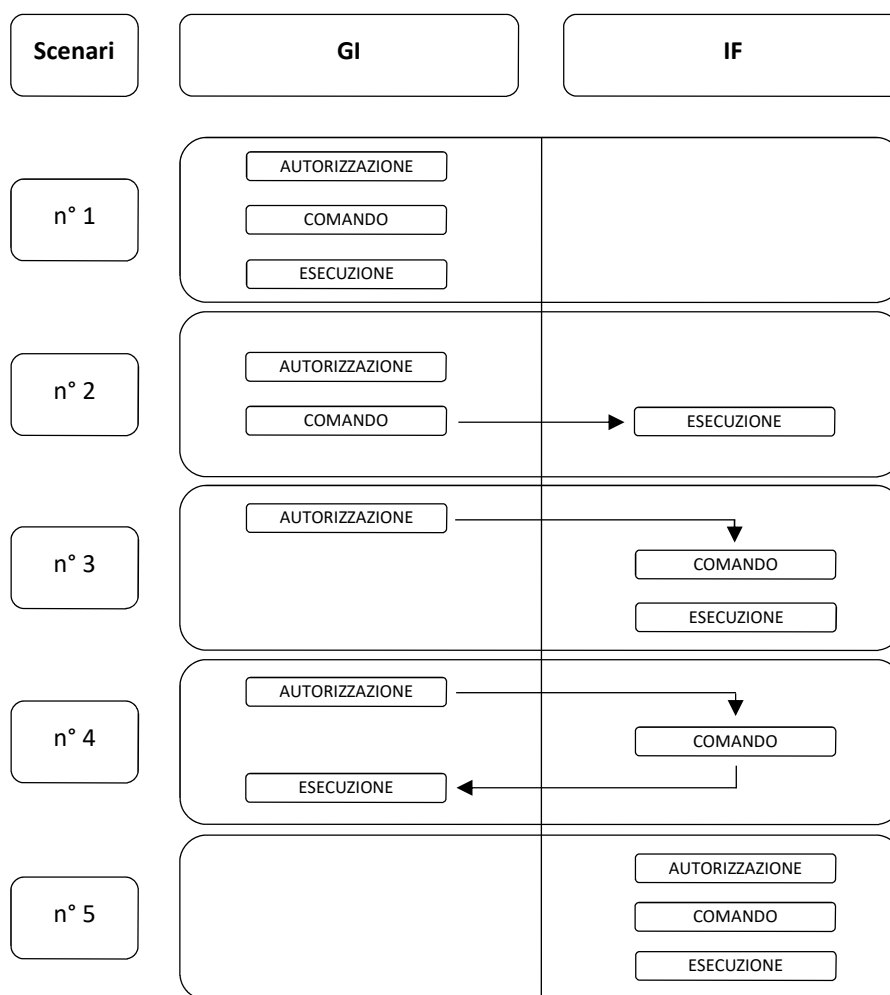 Scenari
GI
IF
n° 1
AUTORIZZAZIONE
COMANDO
ESECUZIONE
n° 2
AUTORIZZAZIONE
COMANDO
ESECUZIONE
n° 3
AUTORIZZAZIONE
COMANDO
ESECUZIONE
n° 4
AUTORIZZAZIONE
COMANDO
ESECUZIONE
n° 5
AUTORIZZAZIONE
COMANDO
ESECUZIONE